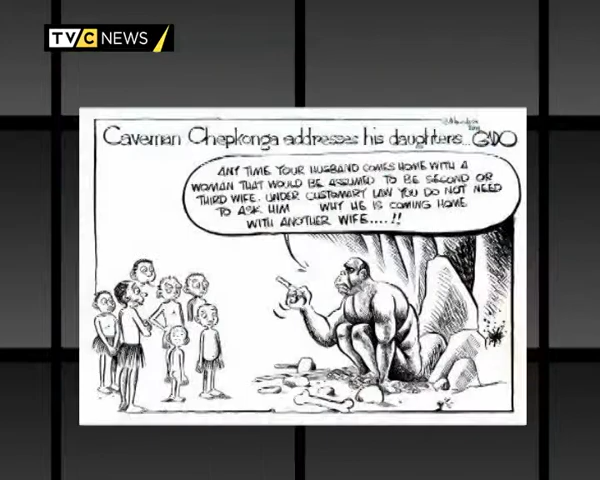 TVC NEWS
Caveman Chepkonga addresses his daughters... GADO
ANY TIME YOUR HUSBAND COMES HOME WITH A
WOMAN THAT WOULD BE ASSUMED TO BE SECOND OR
THIRD WIFE. UNDER CUSTOMARY LAW YOU DO NOT NEED
TO ASK HIM WHY HE IS COMING HOME
WITH ANOTHER WIFE....!!